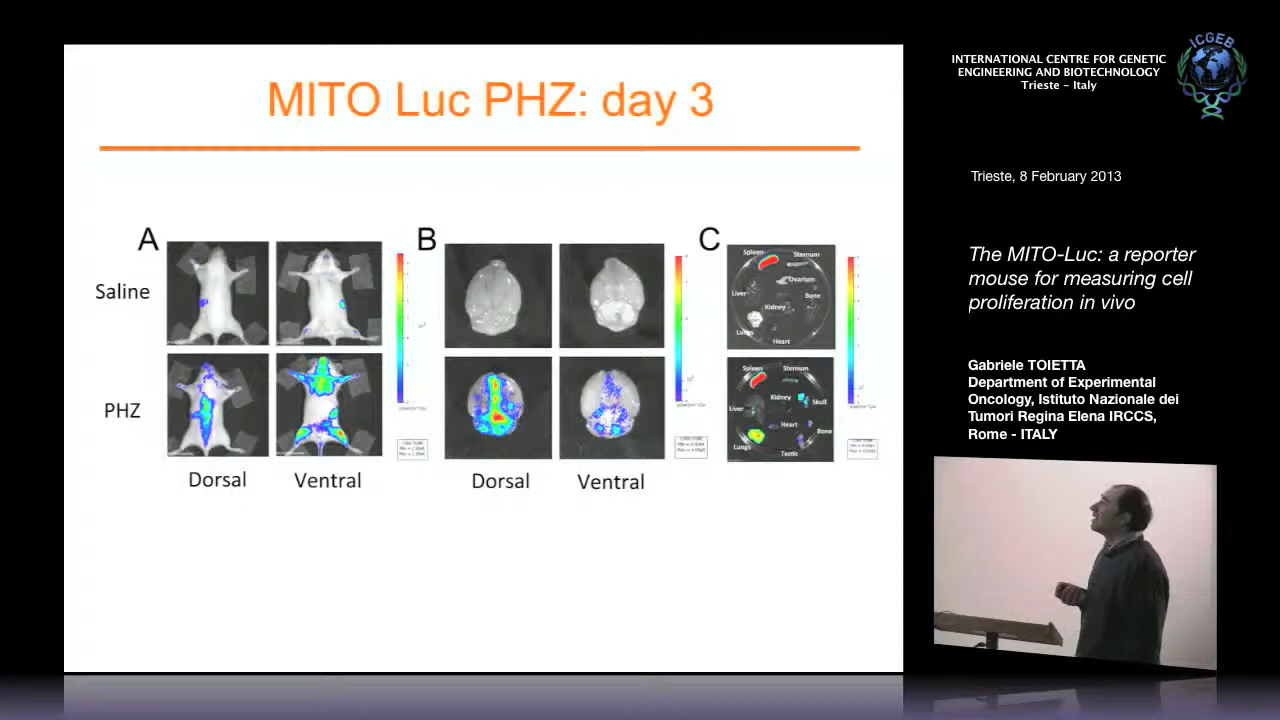 MITO Luc PHZ: day 3
A
B
C
Saline
PHZ
Dorsal
Ventral
Dorsal
Ventral
Spleen
Sternum
Ovarium
Liver
Bone
Kidney
Lungs
Heart
Spleen
Sternum
Kidney
Skull
Liver
Heart
Bone
Lungs
Testis
INTERNATIONAL CENTRE FOR GENETIC
ENGINEERING AND BIOTECHNOLOGY
Trieste - Italy
ICGEB
Trieste, 8 February 2013
The MITO-Luc: a reporter
mouse for measuring cell
proliferation in vivo
Gabriele TOIETTA
Department of Experimental
Oncology, Istituto Nazionale dei
Tumori Regina Elena IRCCS,
Rome - ITALY